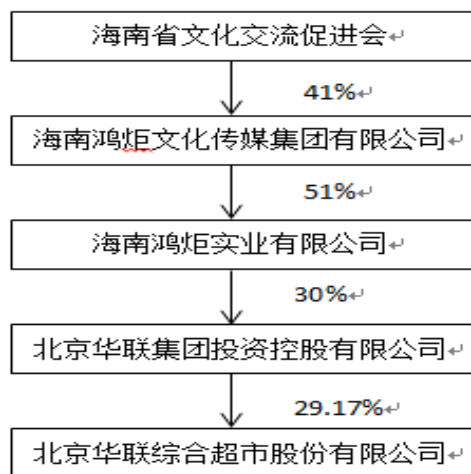 海南省文化交流促进会↵
41%↵
海南鸿炬文化传媒集团有限公司↵
51%↵
海南鸿炬实业有限公司↵
30%↵
北京华联集团投资控股有限公司↵
29.17%↵
北京华联综合超市股份有限公司↵